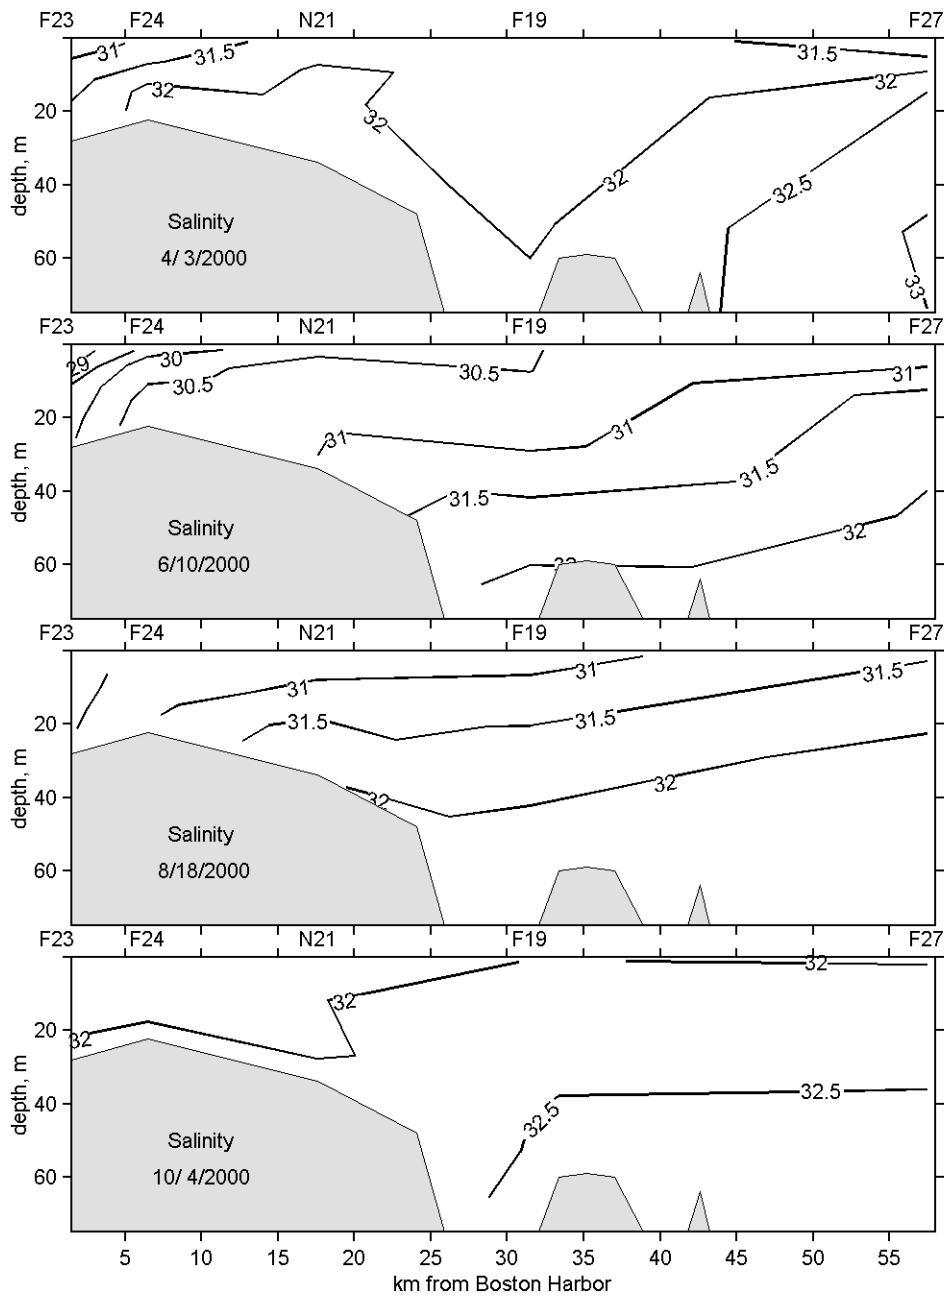 F23 F24 N21 F19 F27
31 31.5 31.5
32 32
20
32
depth, m
40 32 32.5
Salinity
4/ 3/2000
60
33
F23 F24 N21 F19 F27
29 30 30.5 31
30.5
20
31 31
depth, m
40 31.5 31.5
Salinity 32
6/10/2000
60 32
F23 F24 N21 F19 F27
31 31 31.5
20 31.5 31.5
depth, m
40 32 32
Salinity
8/18/2000
60
F23 F24 N21 F19 F27
32
32
20 32
depth, m
40 32.5 32.5
Salinity
10/ 4/2000
60
5 10 15 20 25 30 35 40 45 50 55
km from Boston Harbor